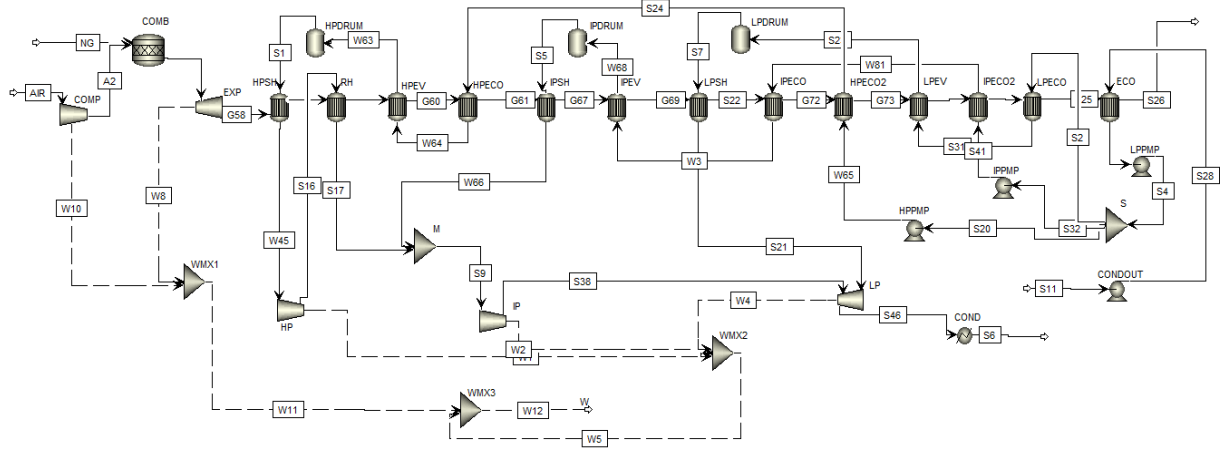 S24
COMB
HPDRUM
IPDRUM
LPDRUM
S26
NG
S1
W63
S5
S7
S2
W68
W81
A2
HPSH
RH
HPEV
HPECO
IPSH
IPEV
LPSH
IPECO
HPECO2
LPEV
IPECO2
LPECO
ECO
AIR
COMP
EXP
G58
G60
G61
G67
G69
S22
G72
G73
25
S26
W64
W3
S31
S41
S2
LPPMP
S28
W10
W8
S16
S17
W66
W65
IPPMP
S4
HPPMP
S20
S32
S
W45
M
S21
WMX1
S9
S38
LP
S11
CONDOUT
HP
IP
W4
S46
COND
S6
W2
WMX2
WMX3
W11
W12
W
W5